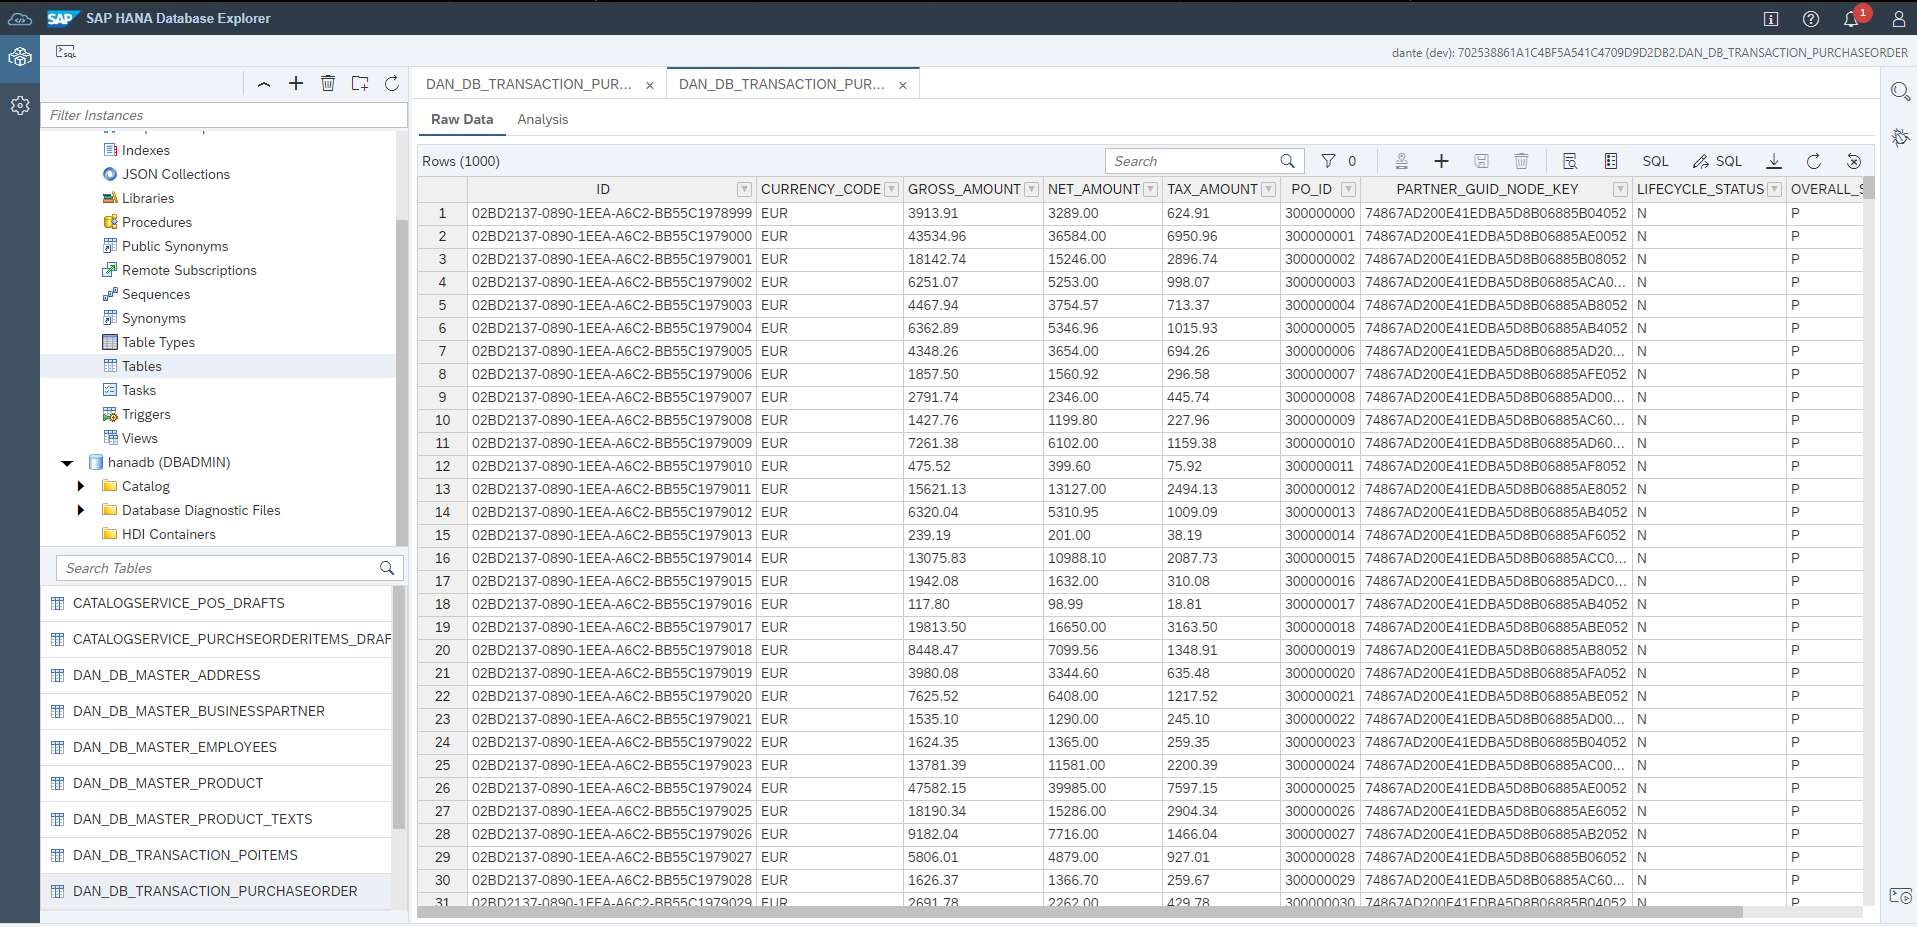 SAP SAP HANA Database Explorer 1
SQL dante (dev): 702538861A1C4BF5A541C4709D9D2DB2.DAN_DB_TRANSACTION_PURCHASEORDER
Filter Instances
Indexes
JSON Collections
Libraries
Procedures
Public Synonyms
Remote Subscriptions
Sequences
Synonyms
Table Types
Tables
Tasks
Triggers
Views
hanadb (DBADMIN)
Catalog
Database Diagnostic Files
HDI Containers
Search Tables
CATALOGSERVICE_POS_DRAFTS
CATALOGSERVICE_PURCHSEORDERITEMS_DRAF
DAN_DB_MASTER_ADDRESS
DAN_DB_MASTER_BUSINESSPARTNER
DAN_DB_MASTER_EMPLOYEES
DAN_DB_MASTER_PRODUCT
DAN_DB_MASTER_PRODUCT_TEXTS
DAN_DB_TRANSACTION_POITEMS
DAN_DB_TRANSACTION_PURCHASEORDER
DAN_DB_TRANSACTION_PUR... × DAN_DB_TRANSACTION_PUR... ×
Raw Data Analysis
Rows (1000) Search 0 SQL SQL
ID CURRENCY_CODE GROSS_AMOUNT NET_AMOUNT TAX_AMOUNT PO_ID PARTNER_GUID_NODE_KEY LIFECYCLE_STATUS OVERALL_S
1 02BD2137-0890-1EEA-A6C2-BB55C1978999 EUR 3913.91 3289.00 624.91 300000000 74867AD200E41EDBA5D8B06885B04052 N P
2 02BD2137-0890-1EEA-A6C2-BB55C1979000 EUR 43534.96 36584.00 6950.96 300000001 74867AD200E41EDBA5D8B06885AE0052 N P
3 02BD2137-0890-1EEA-A6C2-BB55C1979001 EUR 18142.74 15246.00 2896.74 300000002 74867AD200E41EDBA5D8B06885B08052 N P
4 02BD2137-0890-1EEA-A6C2-BB55C1979002 EUR 6251.07 5253.00 998.07 300000003 74867AD200E41EDBA5D8B06885ACA0... N P
5 02BD2137-0890-1EEA-A6C2-BB55C1979003 EUR 4467.94 3754.57 713.37 300000004 74867AD200E41EDBA5D8B06885AB8052 N P
6 02BD2137-0890-1EEA-A6C2-BB55C1979004 EUR 6362.89 5346.96 1015.93 300000005 74867AD200E41EDBA5D8B06885AB4052 N P
7 02BD2137-0890-1EEA-A6C2-BB55C1979005 EUR 4348.26 3654.00 694.26 300000006 74867AD200E41EDBA5D8B06885AD20... N P
8 02BD2137-0890-1EEA-A6C2-BB55C1979006 EUR 1857.50 1560.92 296.58 300000007 74867AD200E41EDBA5D8B06885AFE052 N P
9 02BD2137-0890-1EEA-A6C2-BB55C1979007 EUR 2791.74 2346.00 445.74 300000008 74867AD200E41EDBA5D8B06885AD00... N P
10 02BD2137-0890-1EEA-A6C2-BB55C1979008 EUR 1427.76 1199.80 227.96 300000009 74867AD200E41EDBA5D8B06885AC60... N P
11 02BD2137-0890-1EEA-A6C2-BB55C1979009 EUR 7261.38 6102.00 1159.38 300000010 74867AD200E41EDBA5D8B06885AD60... N P
12 02BD2137-0890-1EEA-A6C2-BB55C1979010 EUR 475.52 399.60 75.92 300000011 74867AD200E41EDBA5D8B06885AF8052 N P
13 02BD2137-0890-1EEA-A6C2-BB55C1979011 EUR 15621.13 13127.00 2494.13 300000012 74867AD200E41EDBA5D8B06885AE8052 N P
14 02BD2137-0890-1EEA-A6C2-BB55C1979012 EUR 6320.04 5310.95 1009.09 300000013 74867AD200E41EDBA5D8B06885AB4052 N P
15 02BD2137-0890-1EEA-A6C2-BB55C1979013 EUR 239.19 201.00 38.19 300000014 74867AD200E41EDBA5D8B06885AF6052 N P
16 02BD2137-0890-1EEA-A6C2-BB55C1979014 EUR 13075.83 10988.10 2087.73 300000015 74867AD200E41EDBA5D8B06885ACC0... N P
17 02BD2137-0890-1EEA-A6C2-BB55C1979015 EUR 1942.08 1632.00 310.08 300000016 74867AD200E41EDBA5D8B06885ADC0... N P
18 02BD2137-0890-1EEA-A6C2-BB55C1979016 EUR 117.80 98.99 18.81 300000017 74867AD200E41EDBA5D8B06885AB4052 N P
19 02BD2137-0890-1EEA-A6C2-BB55C1979017 EUR 19813.50 16650.00 3163.50 300000018 74867AD200E41EDBA5D8B06885ABE052 N P
20 02BD2137-0890-1EEA-A6C2-BB55C1979018 EUR 8448.47 7099.56 1348.91 300000019 74867AD200E41EDBA5D8B06885AB8052 N P
21 02BD2137-0890-1EEA-A6C2-BB55C1979019 EUR 3980.08 3344.60 635.48 300000020 74867AD200E41EDBA5D8B06885AFA052 N P
22 02BD2137-0890-1EEA-A6C2-BB55C1979020 EUR 7625.52 6408.00 1217.52 300000021 74867AD200E41EDBA5D8B06885ABE052 N P
23 02BD2137-0890-1EEA-A6C2-BB55C1979021 EUR 1535.10 1290.00 245.10 300000022 74867AD200E41EDBA5D8B06885AD00... N P
24 02BD2137-0890-1EEA-A6C2-BB55C1979022 EUR 1624.35 1365.00 259.35 300000023 74867AD200E41EDBA5D8B06885B04052 N P
25 02BD2137-0890-1EEA-A6C2-BB55C1979023 EUR 13781.39 11581.00 2200.39 300000024 74867AD200E41EDBA5D8B06885AC00... N P
26 02BD2137-0890-1EEA-A6C2-BB55C1979024 EUR 47582.15 39985.00 7597.15 300000025 74867AD200E41EDBA5D8B06885AE0052 N P
27 02BD2137-0890-1EEA-A6C2-BB55C1979025 EUR 18190.34 15286.00 2904.34 300000026 74867AD200E41EDBA5D8B06885AE6052 N P
28 02BD2137-0890-1EEA-A6C2-BB55C1979026 EUR 9182.04 7716.00 1466.04 300000027 74867AD200E41EDBA5D8B06885AB2052 N P
29 02BD2137-0890-1EEA-A6C2-BB55C1979027 EUR 5806.01 4879.00 927.01 300000028 74867AD200E41EDBA5D8B06885B06052 N P
30 02BD2137-0890-1EEA-A6C2-BB55C1979028 EUR 1626.37 1366.70 259.67 300000029 74867AD200E41EDBA5D8B06885AC60... N P
31 02BD2137-0890-1EEA-A6C2-BB55C1979029 EUR 2691.78 2262.00 429.78 300000030 74867AD200E41EDBA5D8B06885B04052 N P